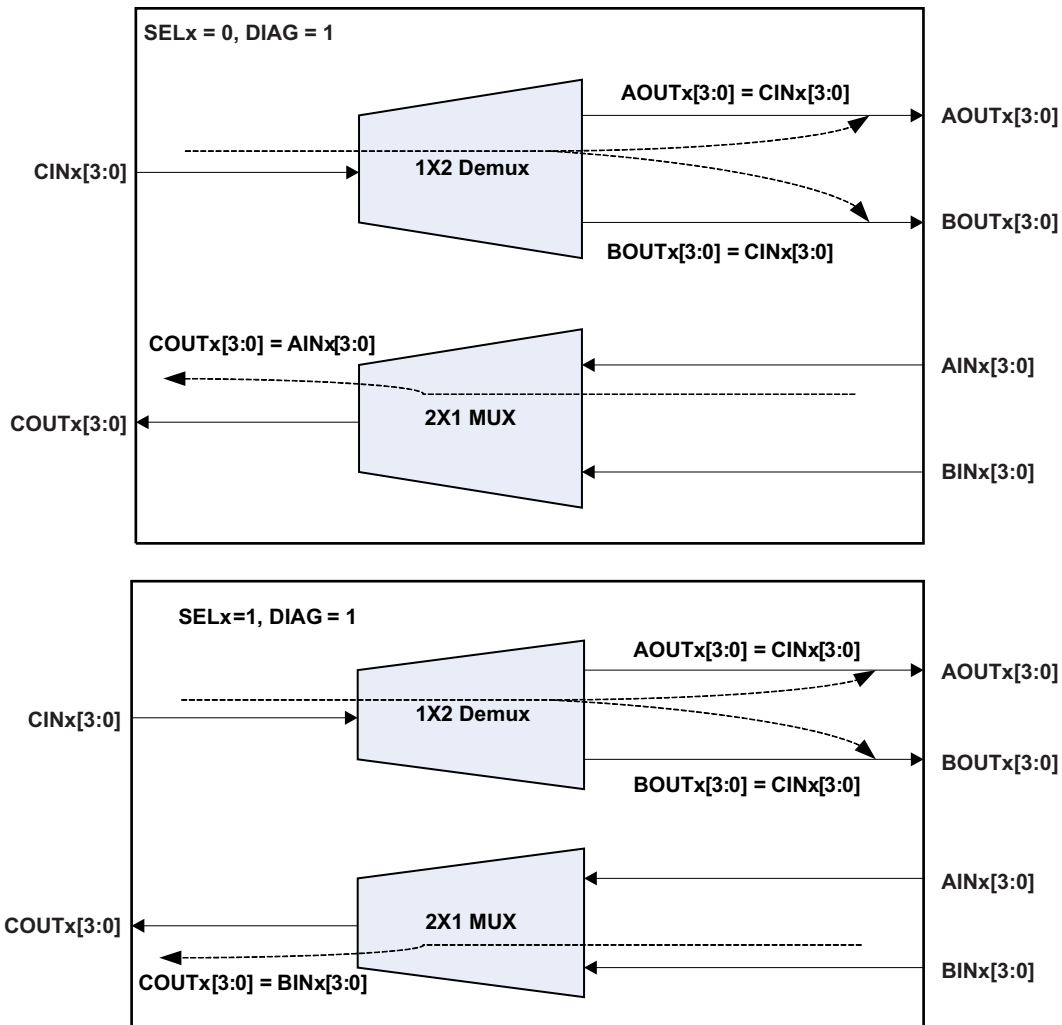 SELx = 0, DIAG = 1
AOUTx[3:0] = CINx[3:0]
AOUTx[3:0]
CINx[3:0]
1X2 Demux
BOUTx[3:0]
BOUTx[3:0] = CINx[3:0]
COUTx[3:0] = AINx[3:0]
AINx[3:0]
COUTx[3:0]
2X1 MUX
BINx[3:0]
SELx=1, DIAG = 1
AOUTx[3:0] = CINx[3:0]
AOUTx[3:0]
CINx[3:0]
1X2 Demux
BOUTx[3:0]
BOUTx[3:0] = CINx[3:0]
AINx[3:0]
COUTx[3:0]
2X1 MUX
BINx[3:0]
COUTx[3:0] = BINx[3:0]